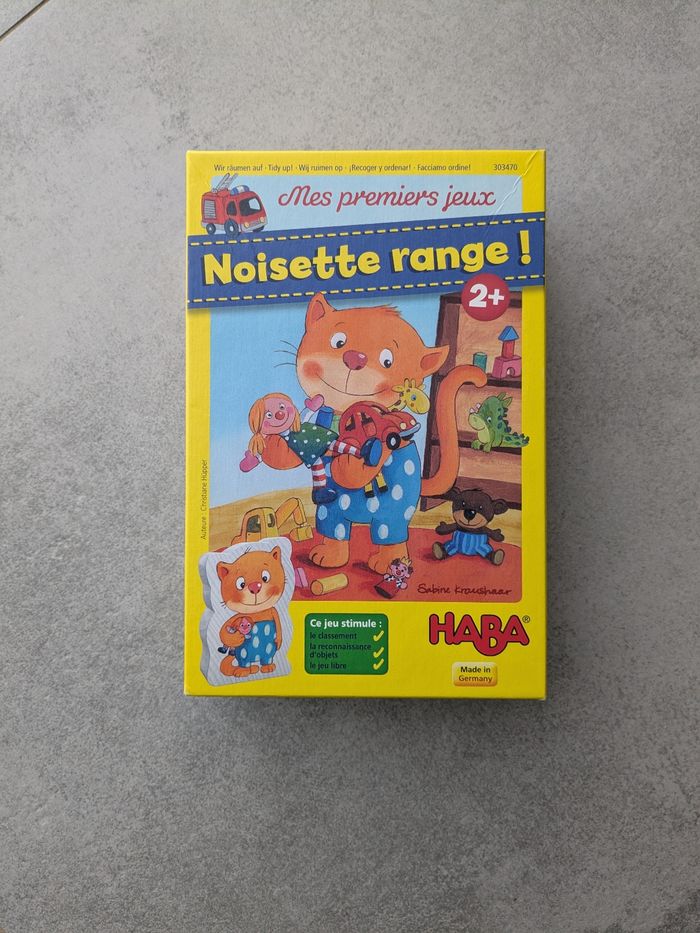 Wir räumen auf · Tidy up! · Wij ruimen op · ¡Recoger y ordenar! · Facciamo ordine!
303470
Mes premiers jeux
Noisette range !
2+
Auteure : Christiane Hüpper
Sabine Kraushaar
Ce jeu stimule :
le classement
la reconnaissance
d'objets
le jeu libre
HABA®
Made in
Germany